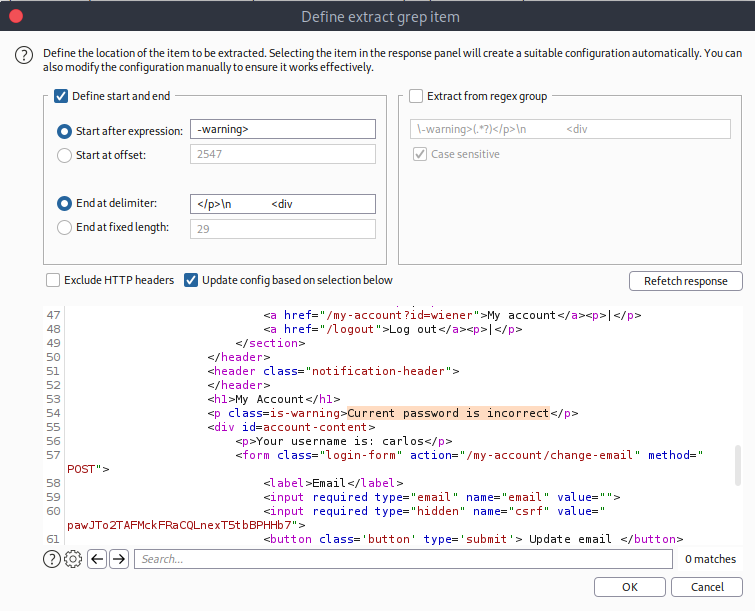 Define extract grep item
Define the location of the item to be extracted. Selecting the item in the response panel will create a suitable configuration automatically. You can
also modify the configuration manually to ensure it works effectively.
Define start and end
Start after expression:
-warning>
Start at offset:
2547
End at delimiter:
</p>\n <div
End at fixed length:
29
Extract from regex group
\-warning>(.*?)</p>\n <div
Case sensitive
Exclude HTTP headers
Update config based on selection below
Refetch response
47 <a href="/my-account?id=wiener">My account</a><p>|</p>
48 <a href="/logout">Log out</a><p>|</p>
49 </section>
50 </header>
51 <header class="notification-header">
52 </header>
53 <h1>My Account</h1>
54 <p class=is-warning>Current password is incorrect</p>
55 <div id=account-content>
56 <p>Your username is: carlos</p>
57 <form class="login-form" action="/my-account/change-email" method="
POST">
58 <label>Email</label>
59 <input required type="email" name="email" value="">
60 <input required type="hidden" name="csrf" value="
pawJTo2TAFMckFRaCQLnexT5tbBPHHb7">
61 <button class='button' type='submit'> Update email </button>
Search...
0 matches
OK
Cancel